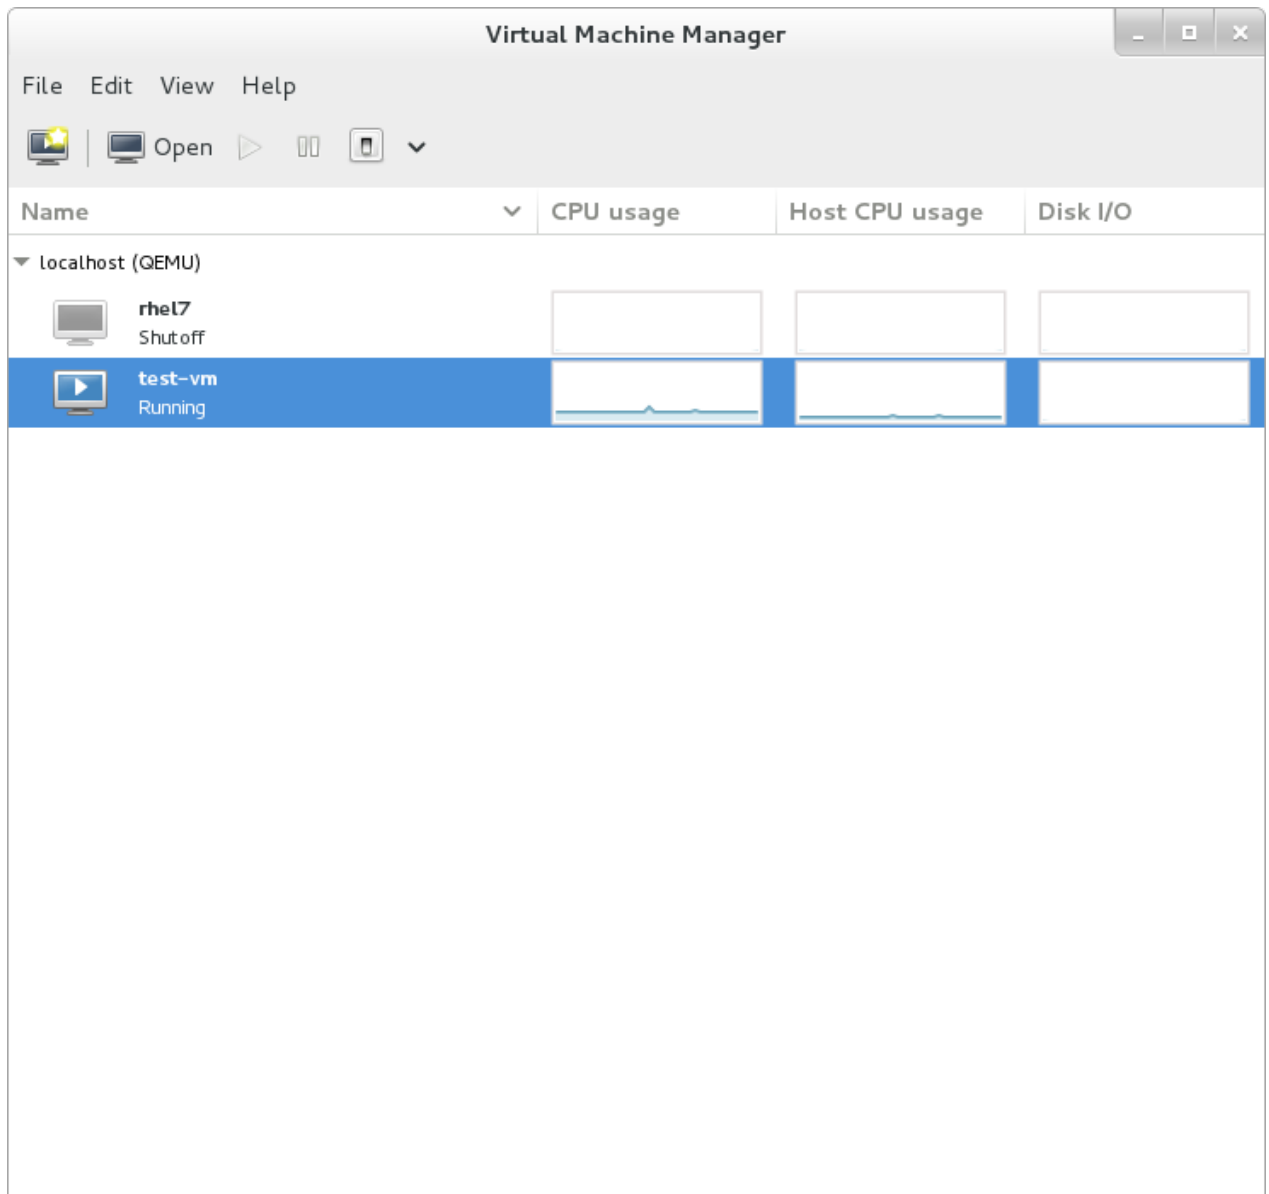 Virtual Machine Manager
File Edit View Help
Open
Name CPU usage Host CPU usage Disk I/O
localhost (QEMU)
rhel7
Shutoff
test-vm
Running